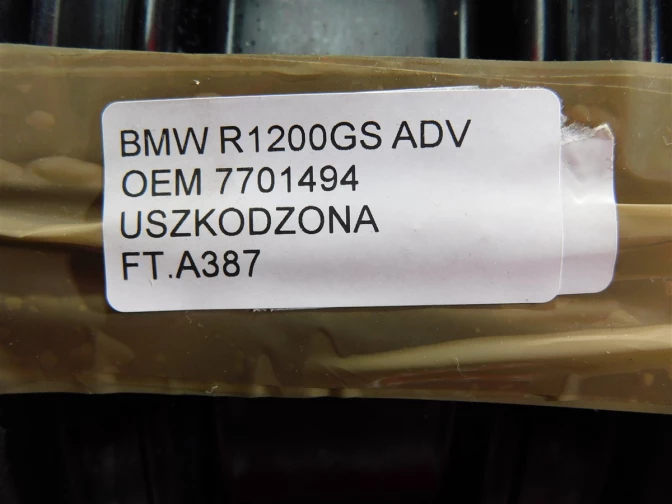 BMW R1200GS ADV
OEM 7701494
USZKODZONA
FT.A387